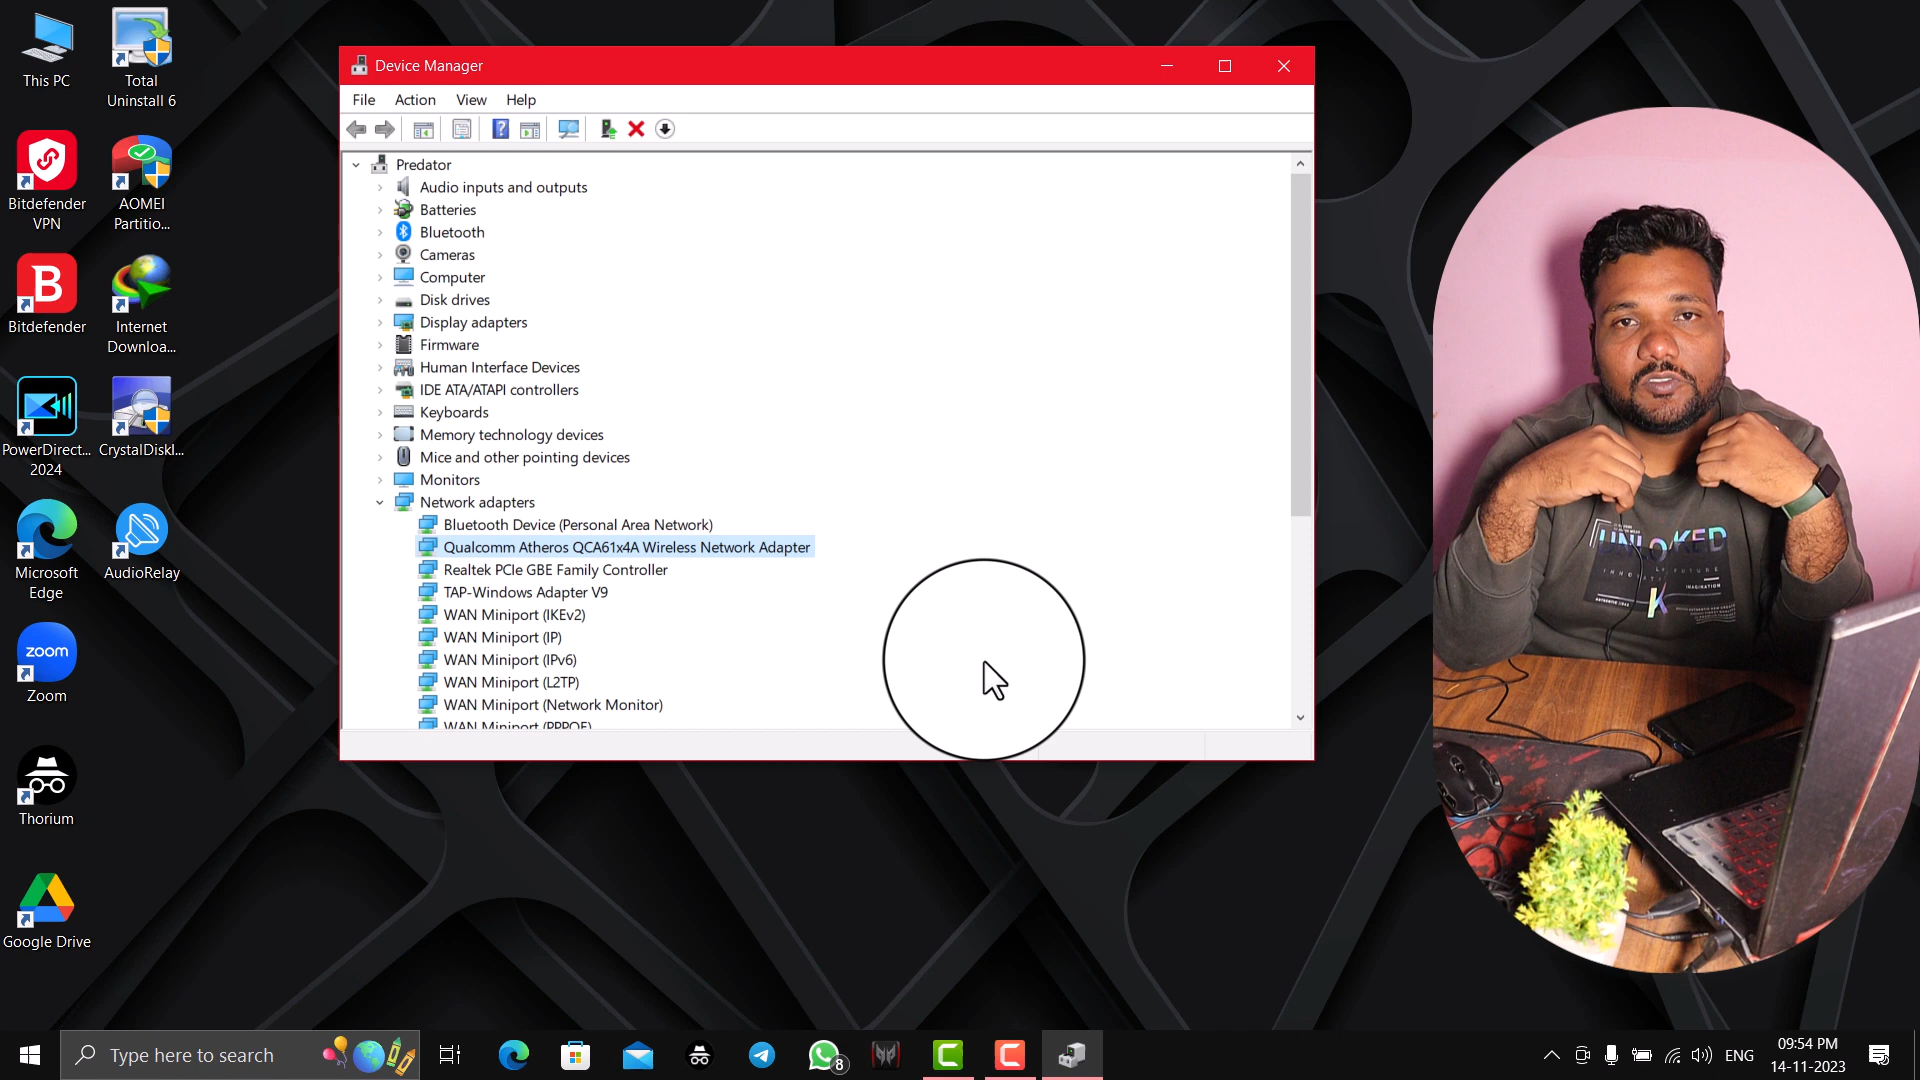 This PC
Total
Uninstall 6
Bitdefender
VPN
AOMEI
Partitio...
Bitdefender
Internet
Downloa...
PowerDirect...
2024
CrystalDiskI...
Microsoft
Edge
AudioRelay
zoom
Zoom
Thorium
Google Drive
Device Manager
File Action View Help
Predator
Audio inputs and outputs
Batteries
Bluetooth
Cameras
Computer
Disk drives
Display adapters
Firmware
Human Interface Devices
IDE ATA/ATAPI controllers
Keyboards
Memory technology devices
Mice and other pointing devices
Monitors
Network adapters
Bluetooth Device (Personal Area Network)
Qualcomm Atheros QCA61x4A Wireless Network Adapter
Realtek PCIe GBE Family Controller
TAP-Windows Adapter V9
WAN Miniport (IKEv2)
WAN Miniport (IP)
WAN Miniport (IPv6)
WAN Miniport (L2TP)
WAN Miniport (Network Monitor)
WAN Miniport (PPPOE)
UNLOCKED
IMAGINATION
K
Type here to search
8
ENG
09:54 PM
14-11-2023